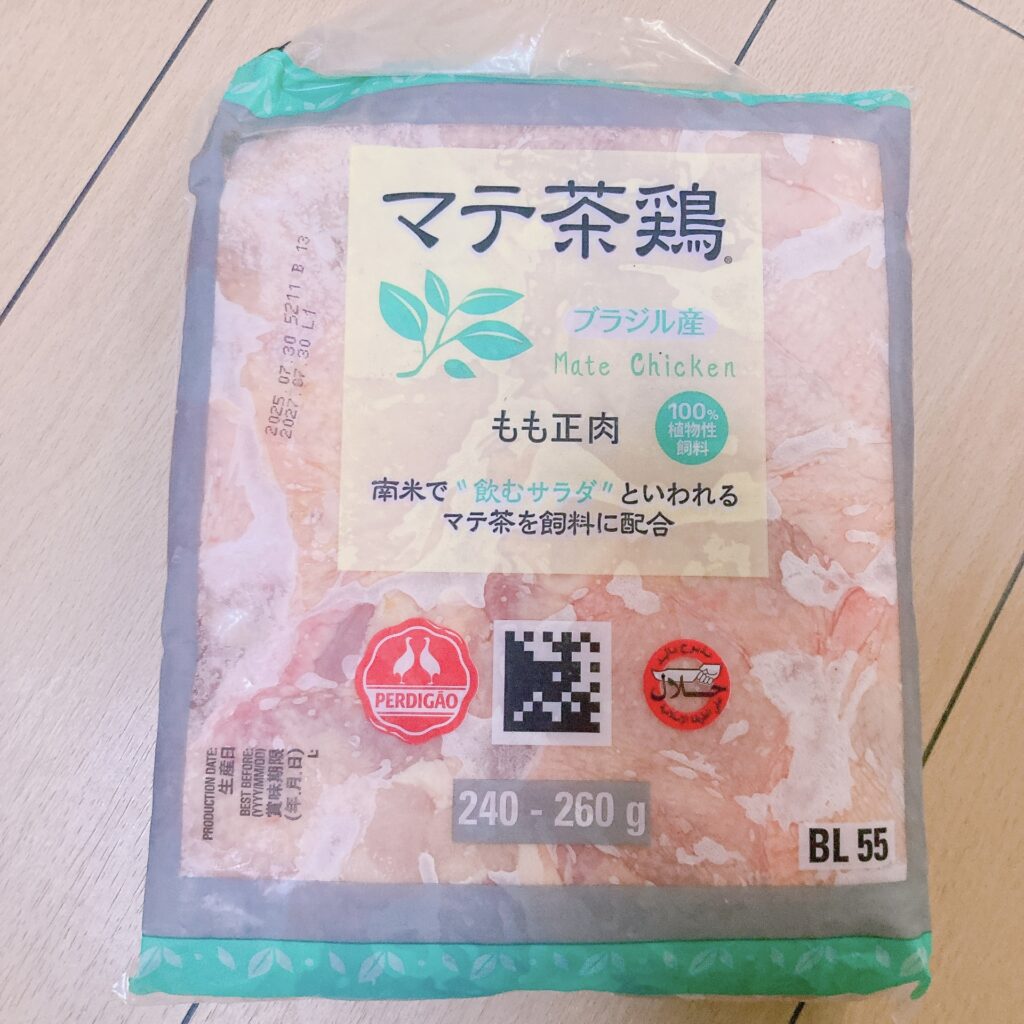 マテ茶鶏®
ブラジル産
Mate Chicken
もも正肉
100%
植物性
飼料
南米で“飲むサラダ”といわれる
マテ茶を飼料に配合
2025.07.30 5211 B 13
2027.07.30 L1
PERDIGÃO
حلال
240 - 260 g
BL 55
PRODUCTION DATE:
生産日
BEST BEFORE:
(YYYY/MM/DD)
賞味期限
(年.月.日)
L